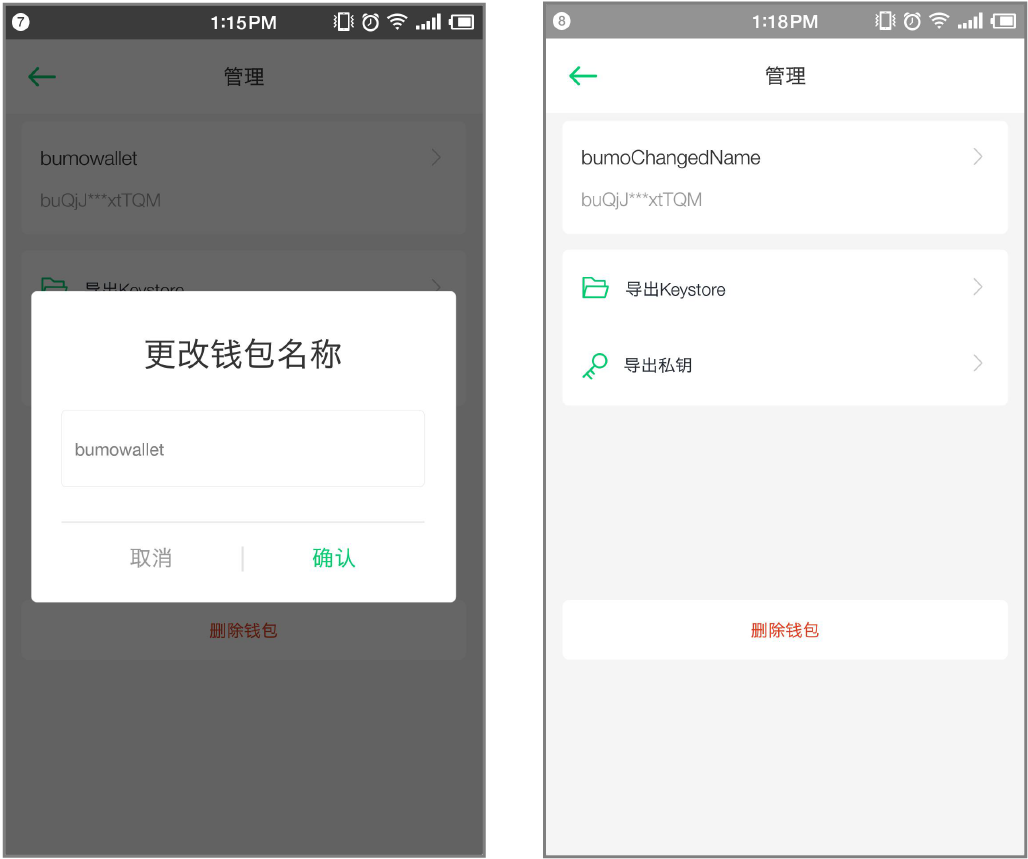 7 1:15PM
管理
bumowallet
buQjJ***xtTQM
导出Keystore
更改钱包名称
bumowallet
取消 | 确认
删除钱包
8 1:18PM
管理
bumoChangedName
buQjJ***xtTQM
导出Keystore
导出私钥
删除钱包